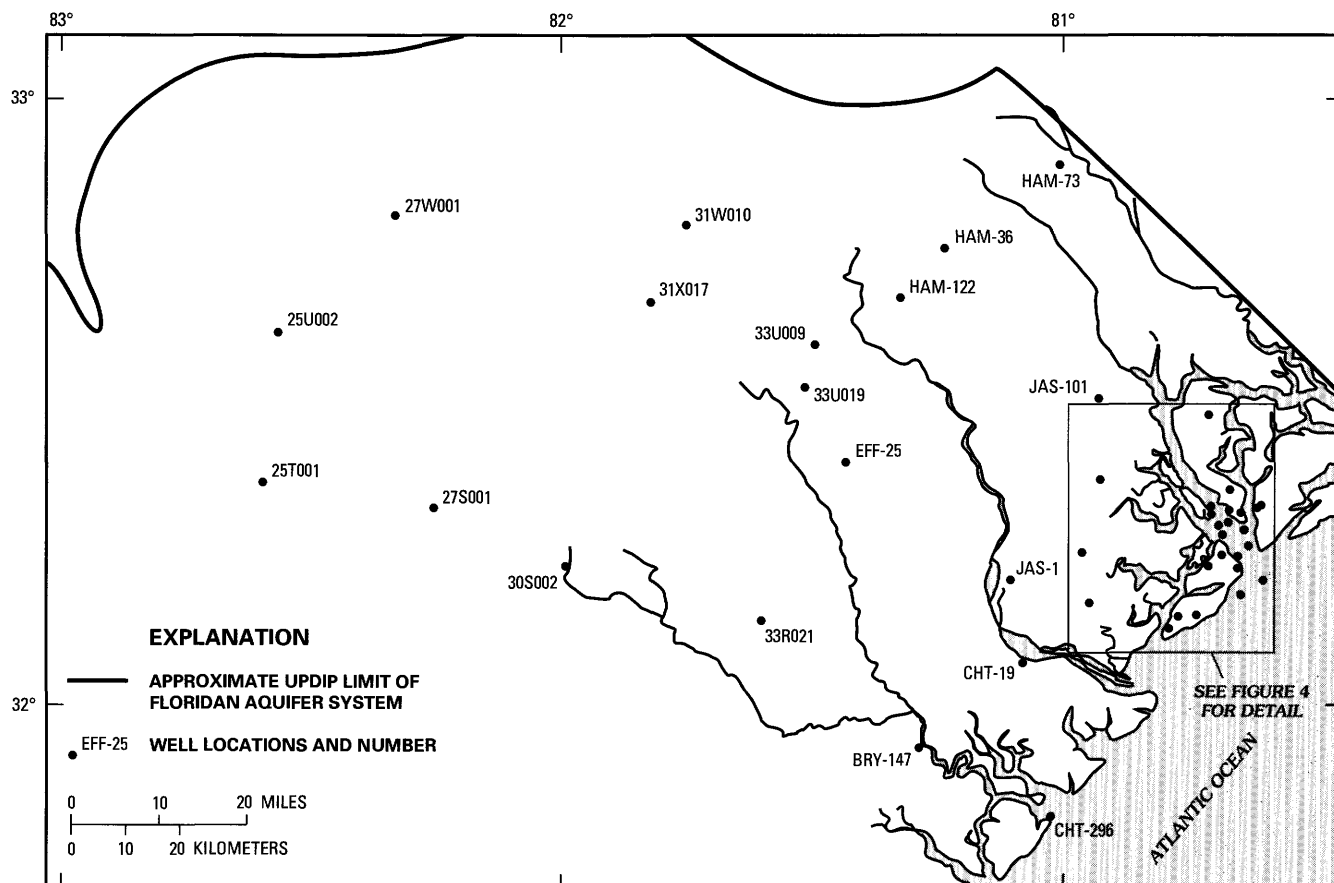 83°
82°
81°
33°
HAM-73
27W001
31W010
HAM-36
HAM-122
31X017
25U002
33U009
33U019
JAS-101
EFF-25
25T001
27S001
30S002
JAS-1
33R021
CHT-19
EXPLANATION
APPROXIMATE UPDIP LIMIT OF
FLORIDAN AQUIFER SYSTEM
EFF-25
WELL LOCATIONS AND NUMBER
0 10 20 MILES
0 10 20 KILOMETERS
32°
SEE FIGURE 4
FOR DETAIL
BRY-147
ATLANTIC OCEAN
CHT-296